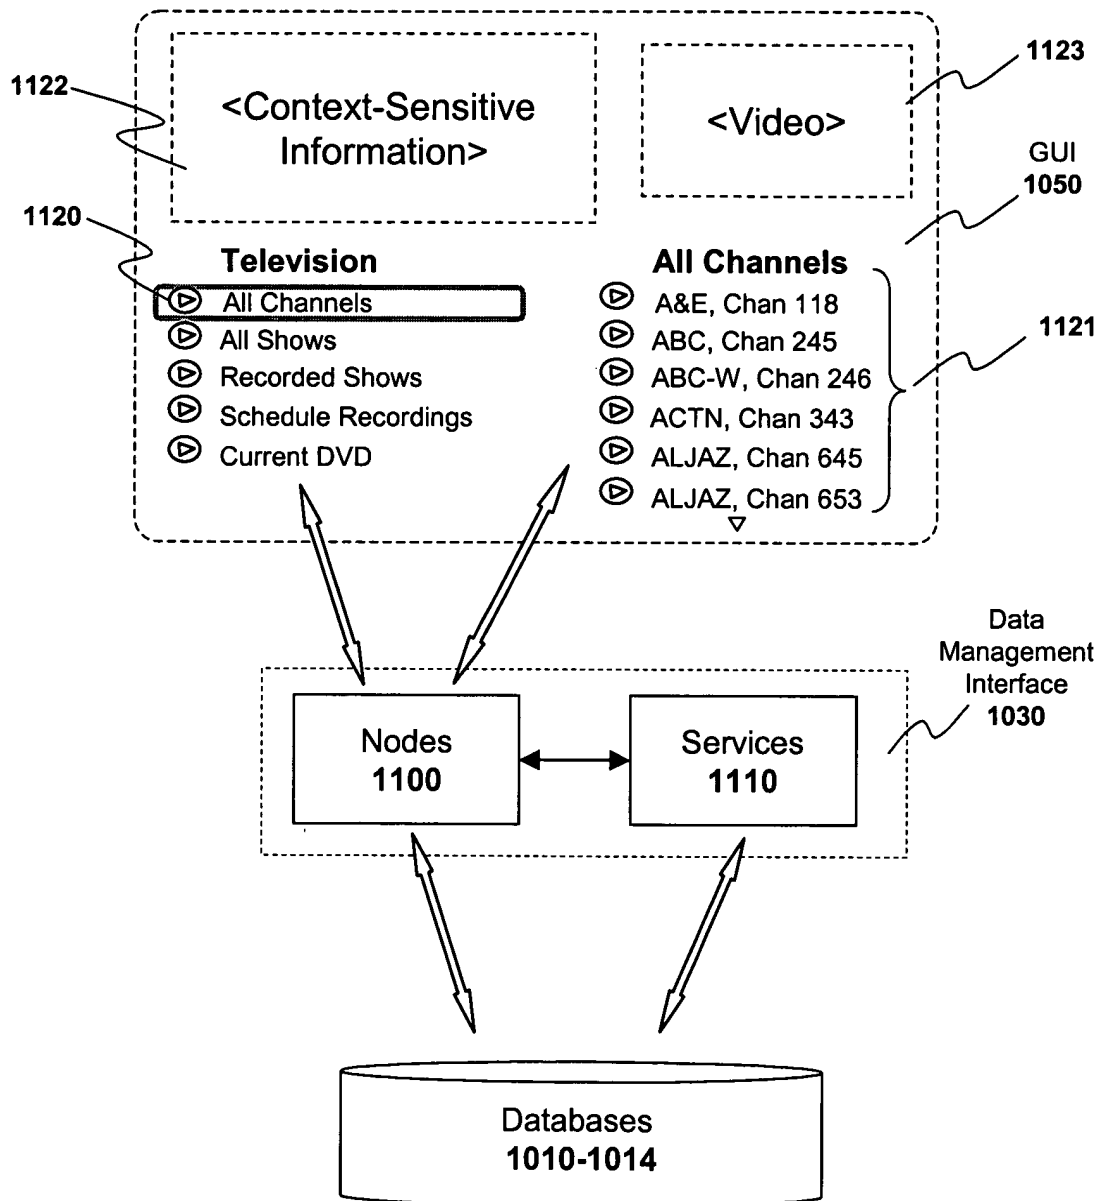 1122
<Context-Sensitive
Information>
<Video>
1123
GUI
1050
1120
Television
All Channels
All Shows
Recorded Shows
Schedule Recordings
Current DVD
All Channels
A&E, Chan 118
ABC, Chan 245
ABC-W, Chan 246
ACTN, Chan 343
ALJAZ, Chan 645
ALJAZ, Chan 653
1121
Data
Management
Interface
1030
Nodes
1100
Services
1110
Databases
1010-1014